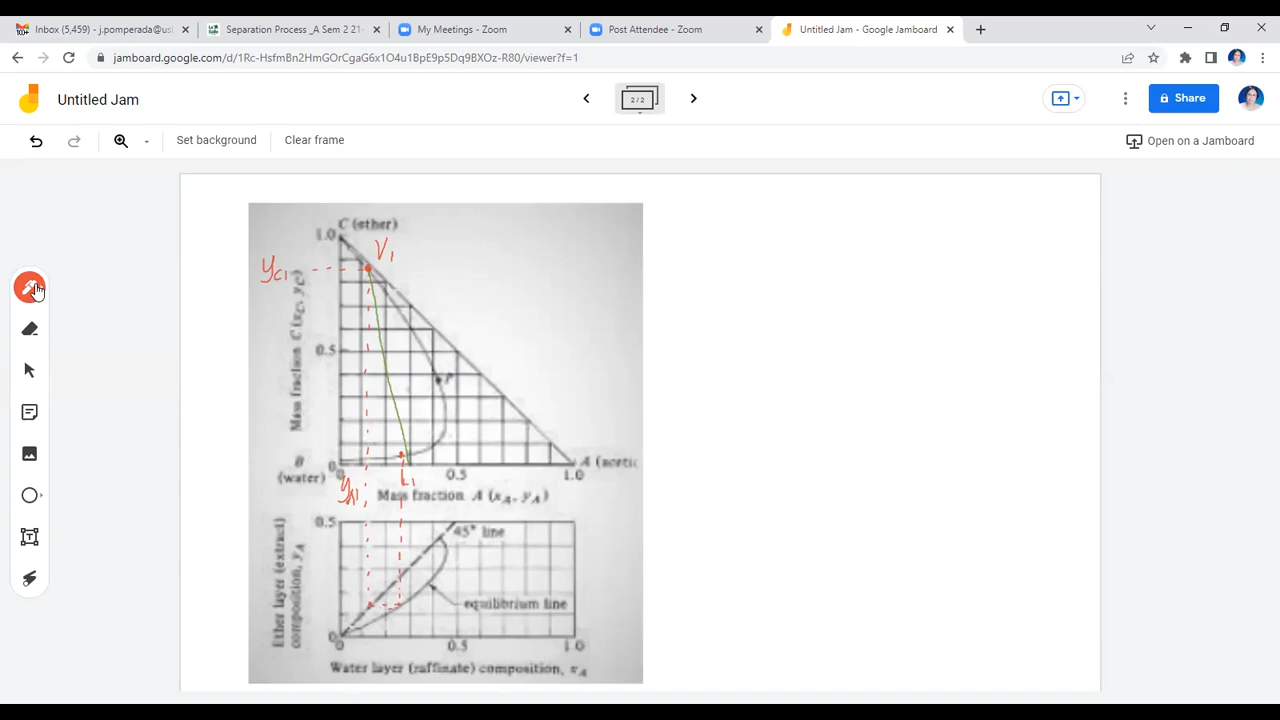 Inbox (5,459) - j.pomperada@us
Separation Process _A Sem 2 21-
My Meetings - Zoom
Post Attendee - Zoom
Untitled Jam - Google Jamboard
jamboard.google.com/d/1Rc-HsfmBn2HmGOrCgaG6x1O4u1BpE9p5Dq9BXOz-R80/viewer?f=1
Untitled Jam
2 / 2
Share
Set background
Clear frame
Open on a Jamboard
C (ether)
1.0
V1
yC1
Mass fraction C (xC, yC)
0.5
P
0
B
(water)
A (acetic
0
0.5
1.0
yA1
L1
Mass fraction A (xA, yA)
0.5
45° line
Ether layer (extract)
composition, yA
equilibrium line
0
0
0.5
1.0
Water layer (raffinate) composition, xA